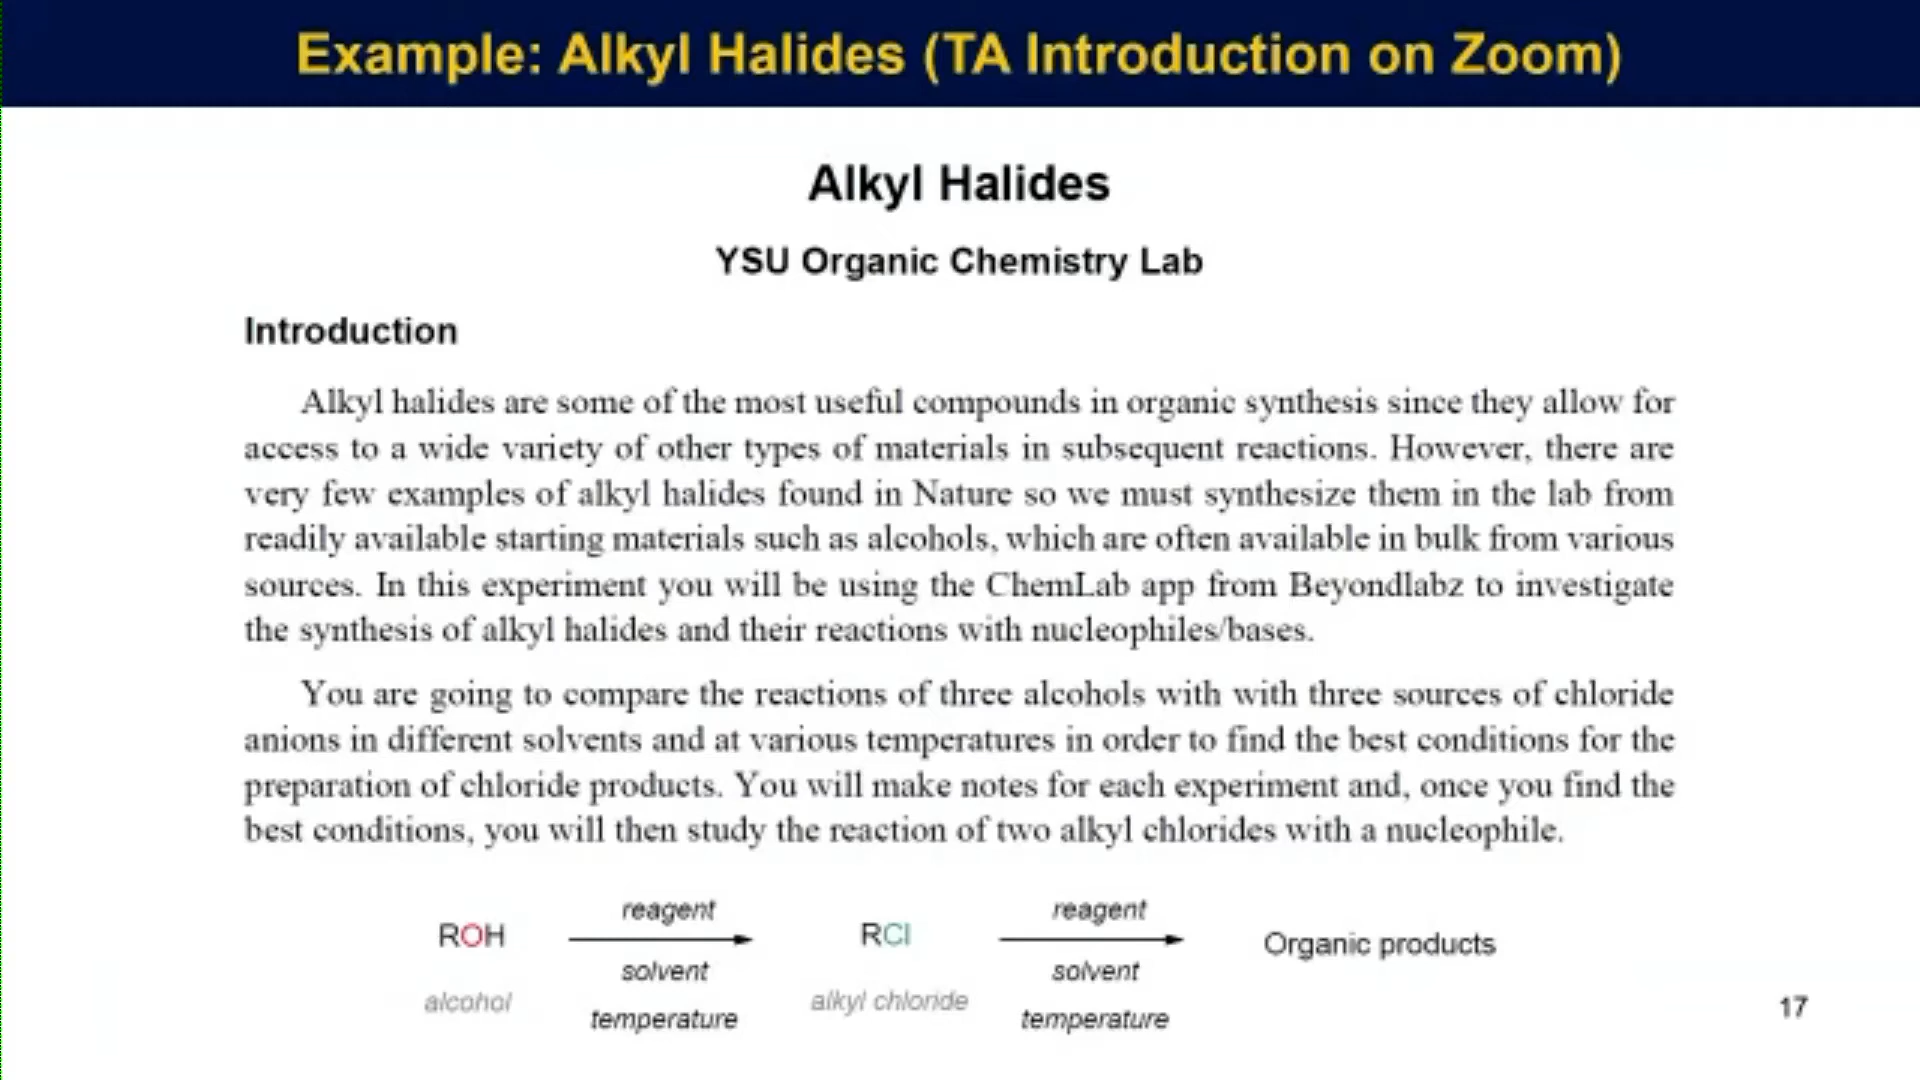 Example: Alkyl Halides (TA Introduction on Zoom)
Alkyl Halides
YSU Organic Chemistry Lab
Introduction
Alkyl halides are some of the most useful compounds in organic synthesis since they allow for
access to a wide variety of other types of materials in subsequent reactions. However, there are
very few examples of alkyl halides found in Nature so we must synthesize them in the lab from
readily available starting materials such as alcohols, which are often available in bulk from various
sources. In this experiment you will be using the ChemLab app from Beyondlabz to investigate
the synthesis of alkyl halides and their reactions with nucleophiles/bases.
You are going to compare the reactions of three alcohols with with three sources of chloride
anions in different solvents and at various temperatures in order to find the best conditions for the
preparation of chloride products. You will make notes for each experiment and, once you find the
best conditions, you will then study the reaction of two alkyl chlorides with a nucleophile.
reagent reagent
ROH RCl Organic products
solvent solvent
alcohol alkyl chloride
temperature temperature
17